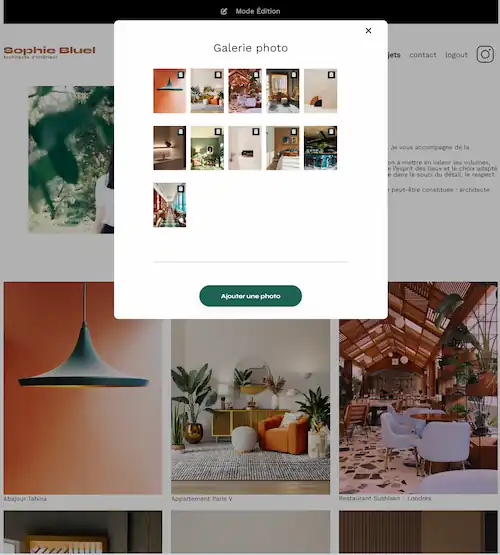 Mode Édition
Sophie Bluel
Architecte d'intérieur
jets contact logout
Galerie photo
Je vous accompagne de la
on à mettre en valeur les volumes,
e l'esprit des lieux et le choix adapté
e dans le souci du détail, le respect
peut-être constituée : architecte
Ajouter une photo
Abajour Tahina
Appartement Paris V
Restaurant Sushisen - Londres